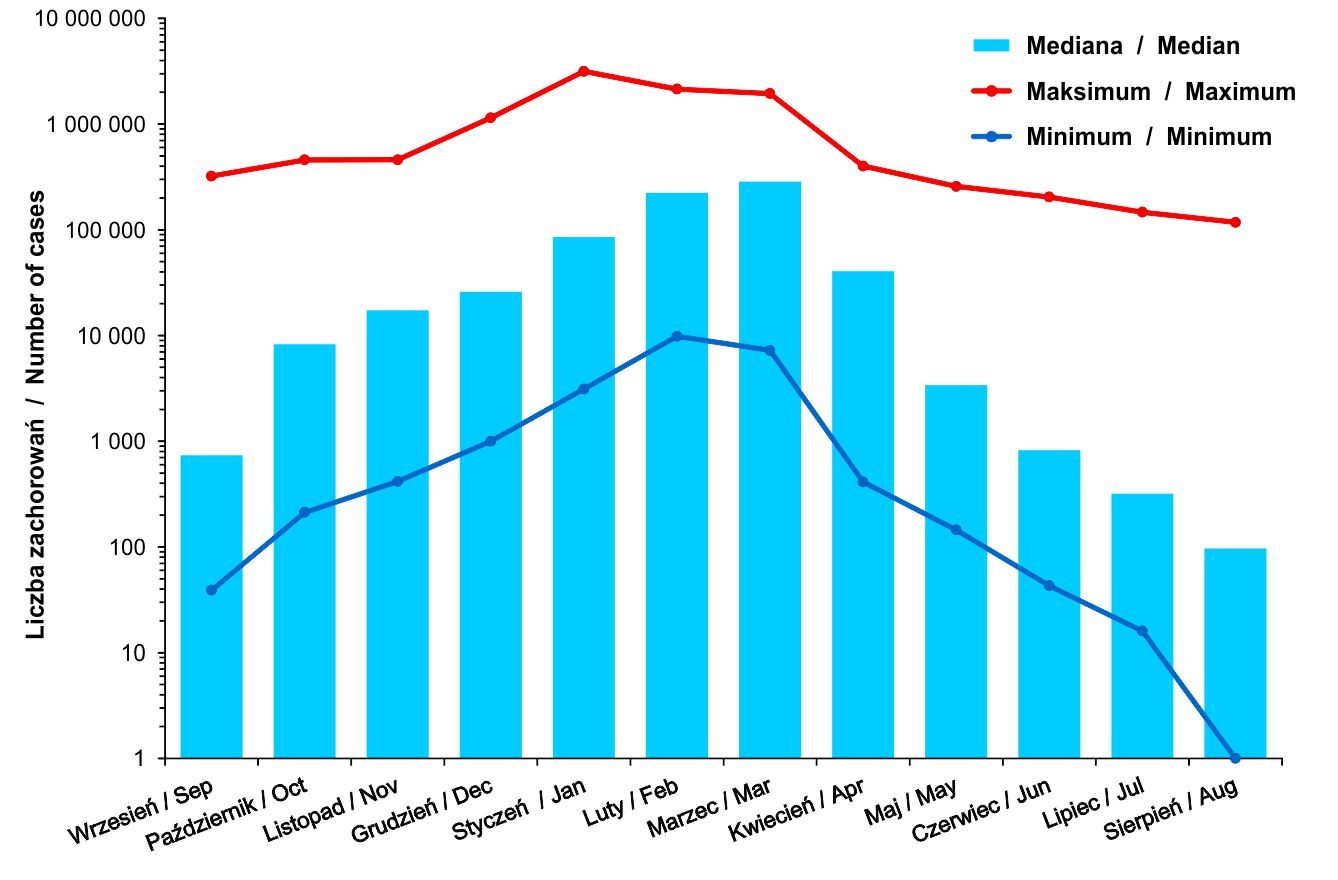 10 000 000
1 000 000
100 000
10 000
1 000
100
10
1
Liczba zachorowań / Number of cases
Mediana / Median
Maksimum / Maximum
Minimum / Minimum
Wrzesień / Sep
Październik / Oct
Listopad / Nov
Grudzień / Dec
Styczeń / Jan
Luty / Feb
Marzec / Mar
Kwiecień / Apr
Maj / May
Czerwiec / Jun
Lipiec / Jul
Sierpień / Aug